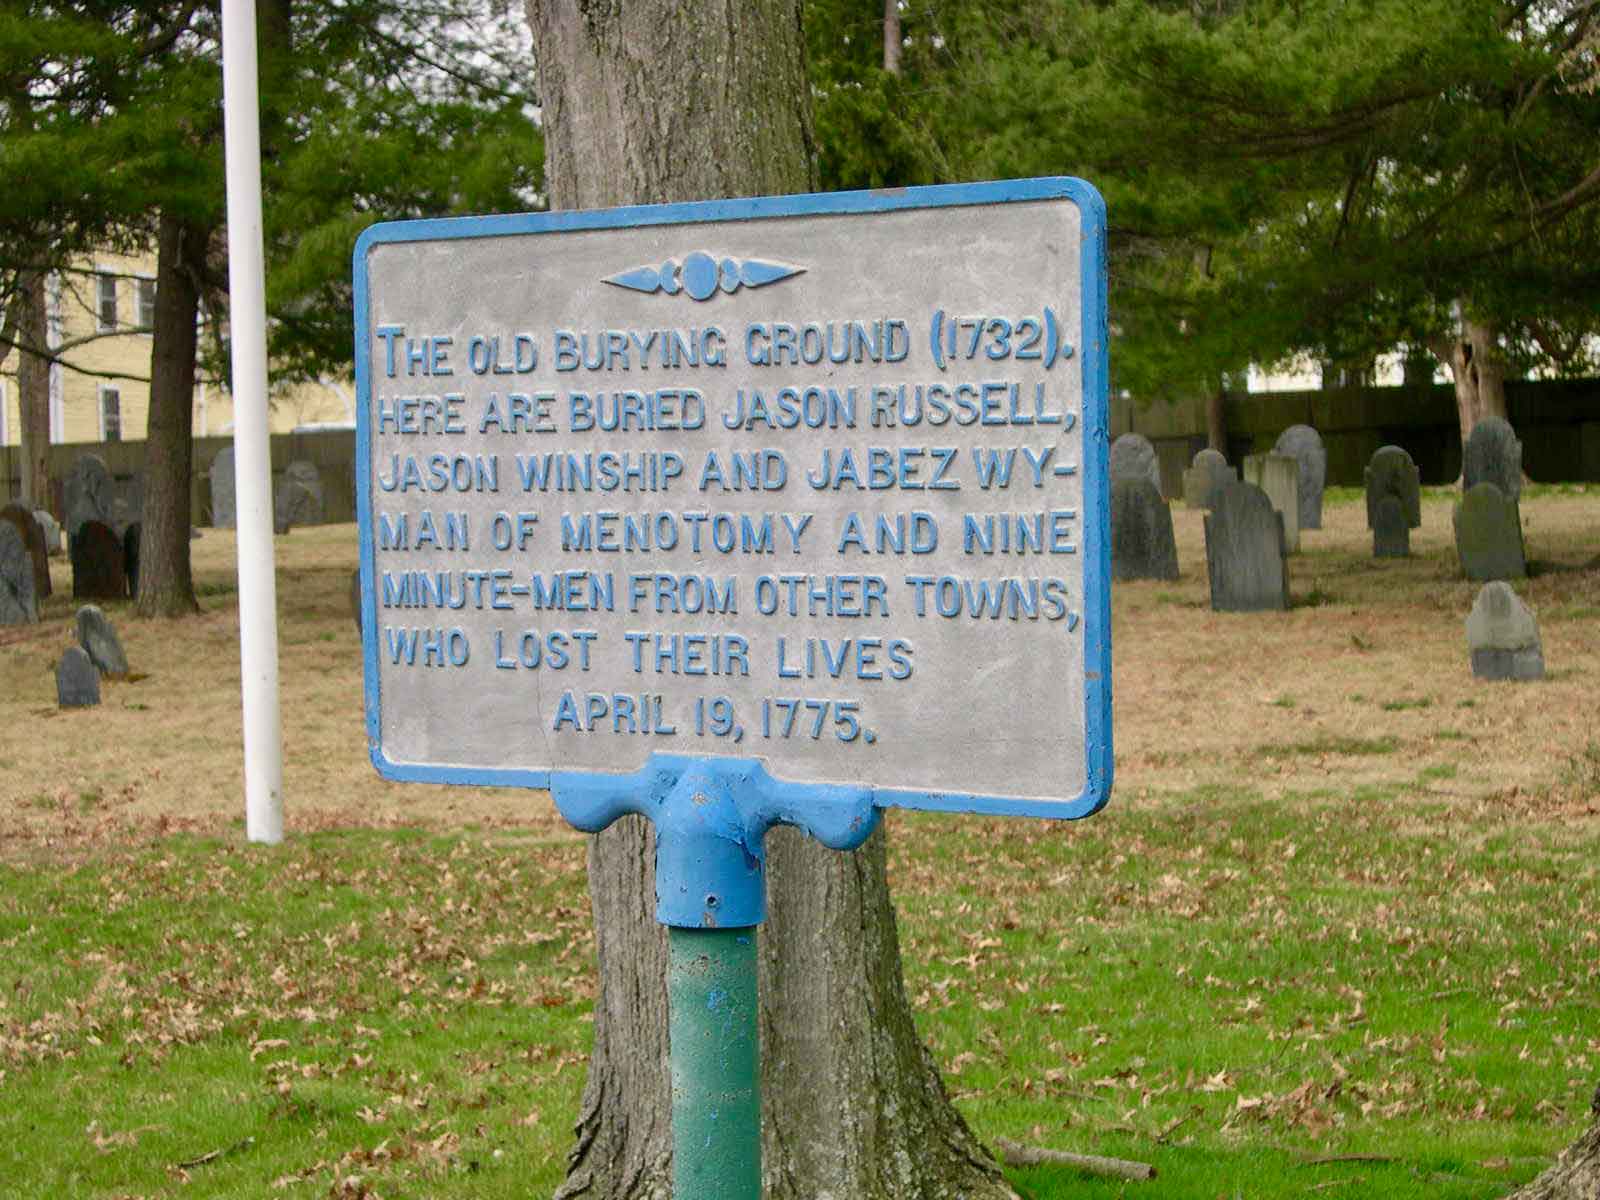 THE OLD BURYING GROUND (1732).
HERE ARE BURIED JASON RUSSELL,
JASON WINSHIP AND JABEZ WY-
MAN OF MENOTOMY AND NINE
MINUTE-MEN FROM OTHER TOWNS,
WHO LOST THEIR LIVES
APRIL 19, 1775.